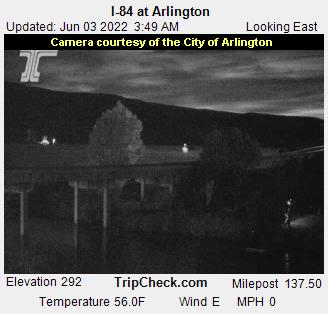 I-84 at Arlington
Updated: Jun 03 2022 3:49 AM Looking East
Camera courtesy of the City of Arlington
Elevation 292 TripCheck.com Milepost 137.50
Temperature 56.0F Wind E MPH 0